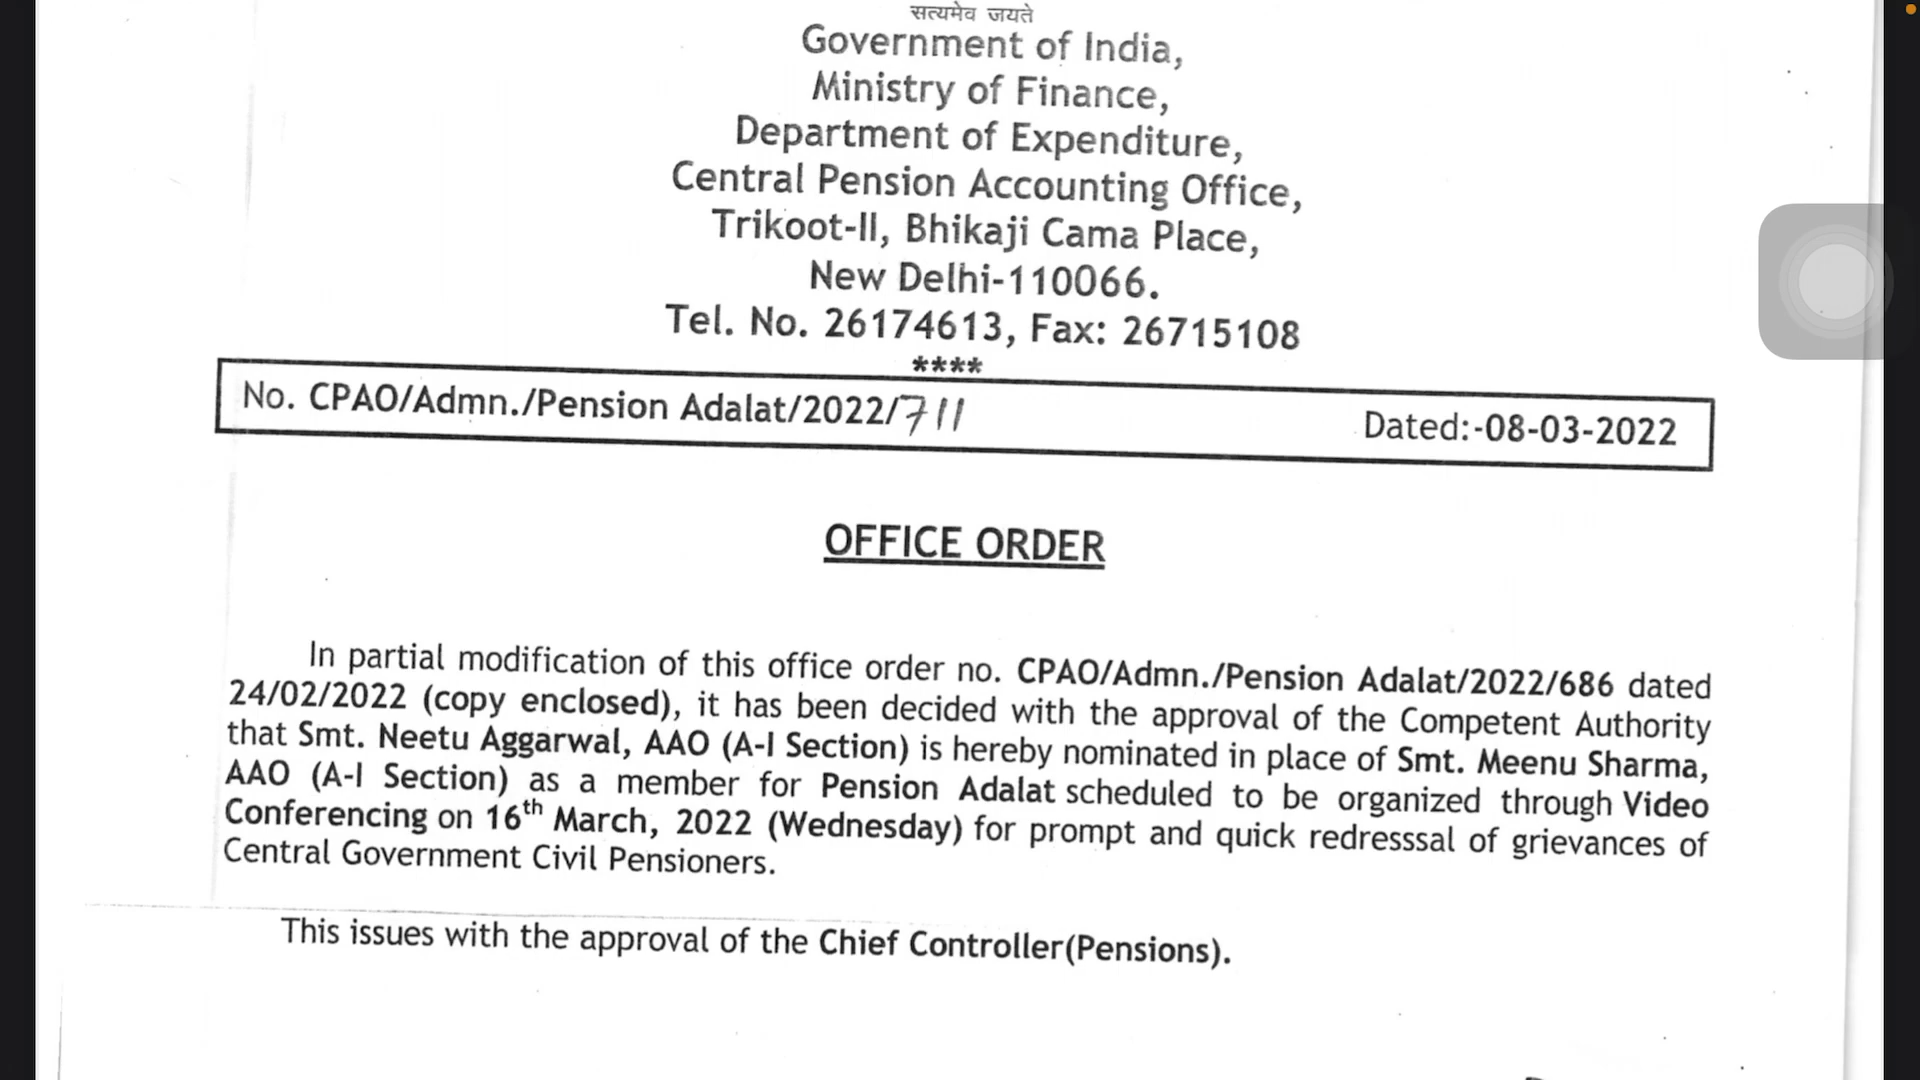 सत्यमेव जयते
Government of India,
Ministry of Finance,
Department of Expenditure,
Central Pension Accounting Office,
Trikoot-II, Bhikaji Cama Place,
New Delhi-110066.
Tel. No. 26174613, Fax: 26715108
****
No. CPAO/Admn./Pension Adalat/2022/711 Dated:-08-03-2022
OFFICE ORDER
In partial modification of this office order no. CPAO/Admn./Pension Adalat/2022/686 dated
24/02/2022 (copy enclosed), it has been decided with the approval of the Competent Authority
that Smt. Neetu Aggarwal, AAO (A-I Section) is hereby nominated in place of Smt. Meenu Sharma,
AAO (A-I Section) as a member for Pension Adalat scheduled to be organized through Video
Conferencing on 16th March, 2022 (Wednesday) for prompt and quick redresssal of grievances of
Central Government Civil Pensioners.
This issues with the approval of the Chief Controller(Pensions).